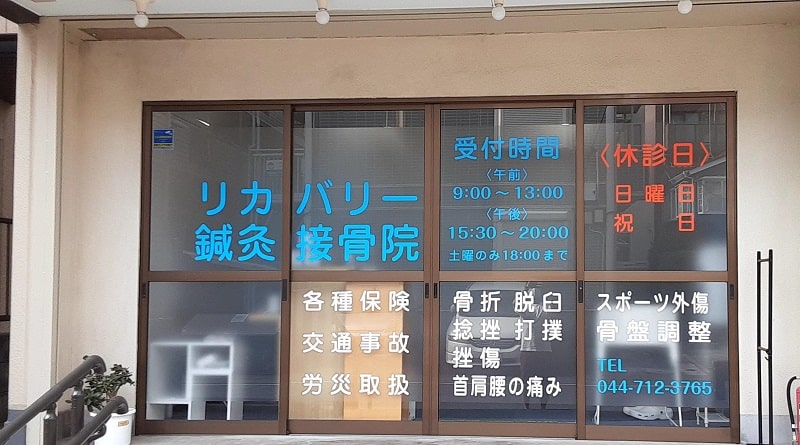 リカバリー
鍼灸接骨院
受付時間
〈午前〉
9:00～13:00
〈午後〉
15:30～20:00
土曜のみ18:00まで
〈休診日〉
日曜日
祝日
各種保険
交通事故
労災取扱
骨折 脱臼
捻挫 打撲
挫傷
首肩腰の痛み
スポーツ外傷
骨盤調整
TEL
044-712-3765